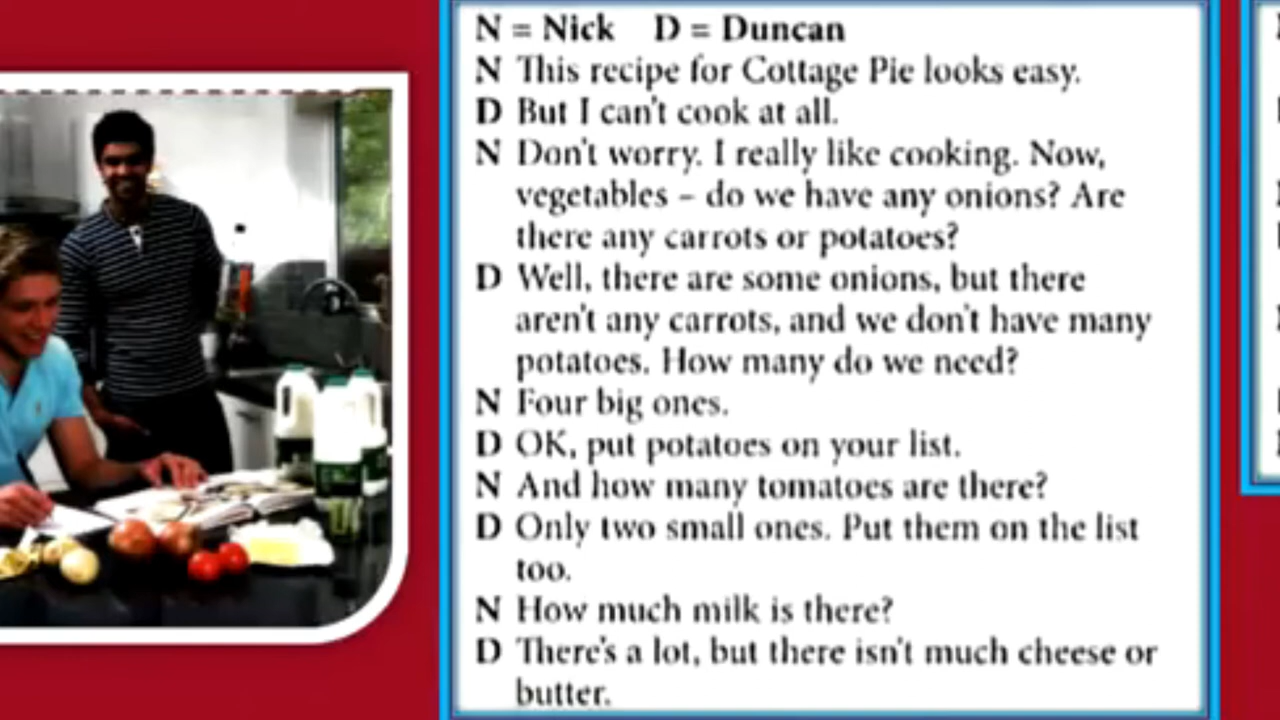 N = Nick D = Duncan
N This recipe for Cottage Pie looks easy.
D But I can't cook at all.
N Don't worry. I really like cooking. Now,
vegetables – do we have any onions? Are
there any carrots or potatoes?
D Well, there are some onions, but there
aren't any carrots, and we don't have many
potatoes. How many do we need?
N Four big ones.
D OK, put potatoes on your list.
N And how many tomatoes are there?
D Only two small ones. Put them on the list
too.
N How much milk is there?
D There's a lot, but there isn't much cheese or
butter.